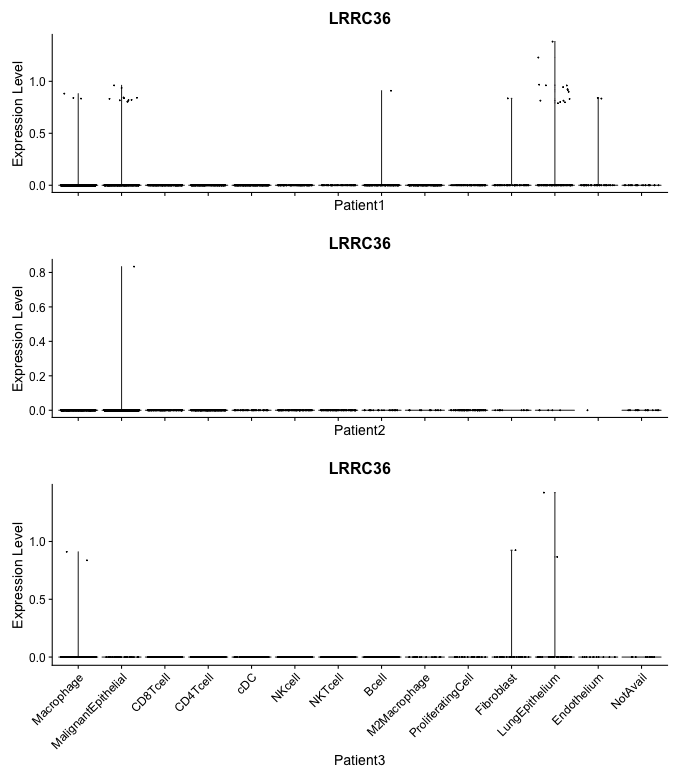 LRRC36
Expression Level
1.0
0.5
0.0
Patient1
LRRC36
Expression Level
0.8
0.6
0.4
0.2
0.0
Patient2
LRRC36
Expression Level
1.0
0.5
0.0
Macrophage
MalignantEpithelial
CD8Tcell
CD4Tcell
cDC
NKcell
NKTcell
Bcell
M2Macrophage
ProliferatingCell
Fibroblast
LungEpithelium
Endothelium
NotAvail
Patient3